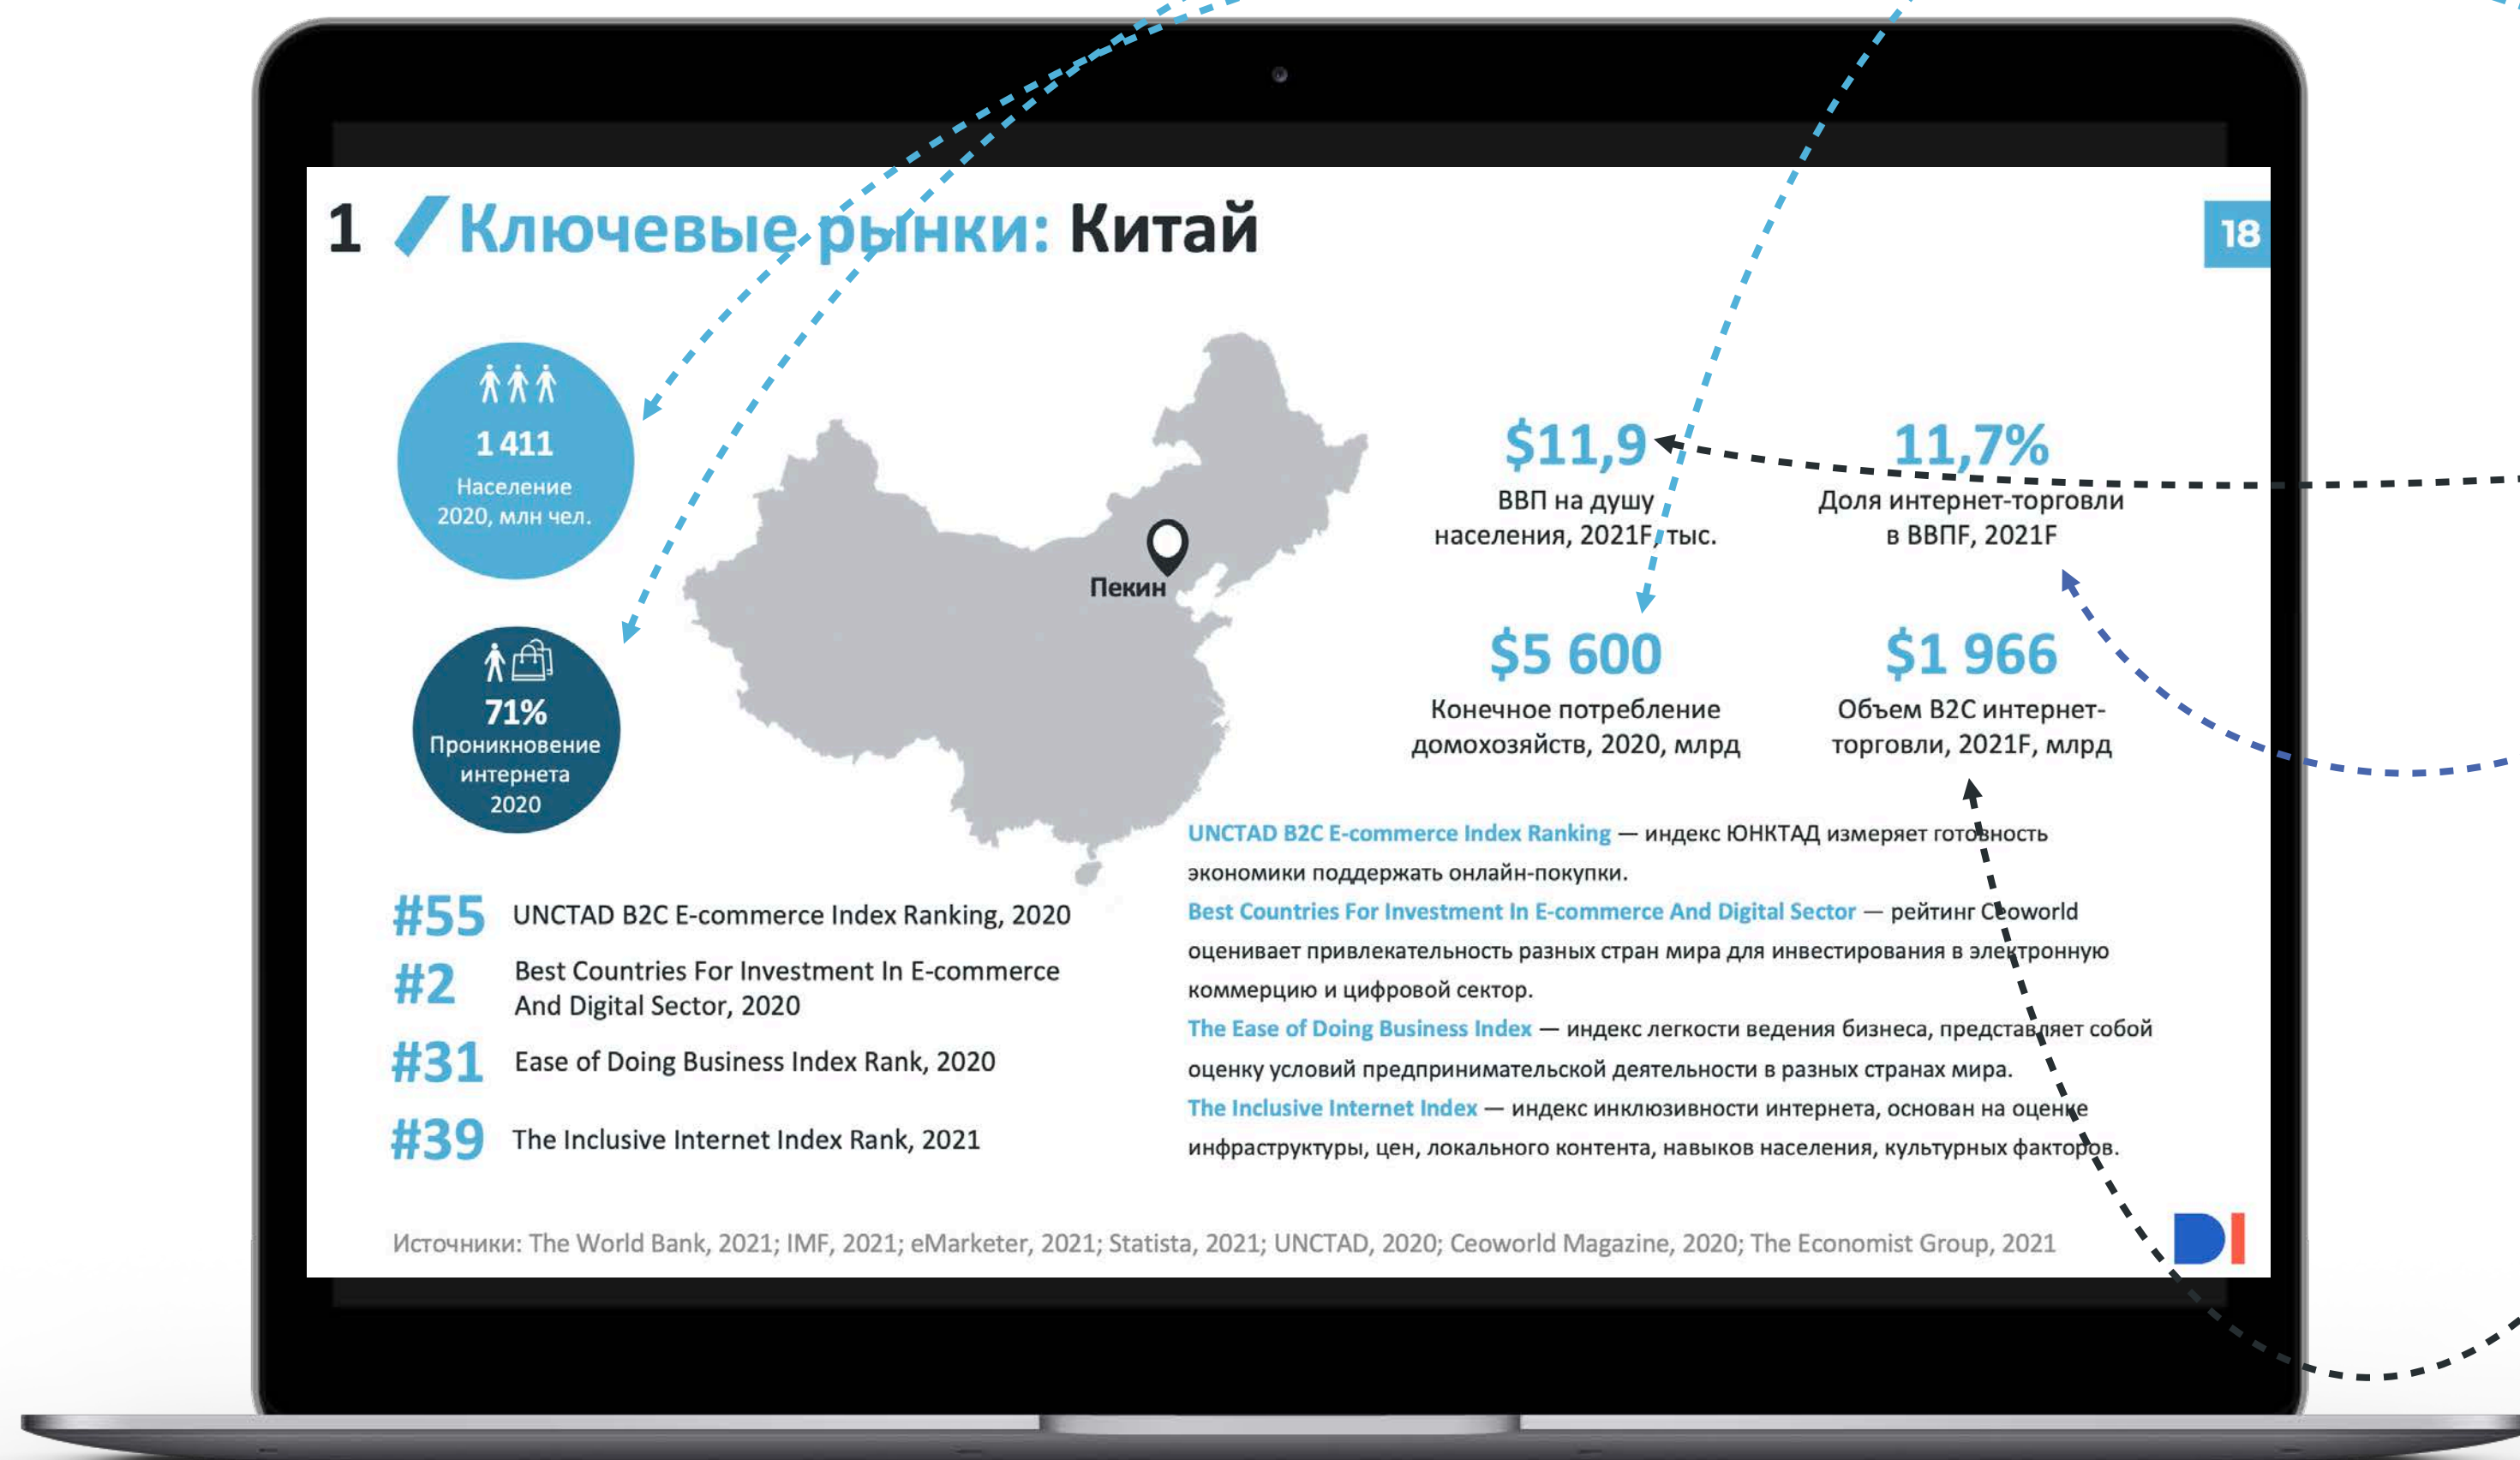 1 Ключевые рынки: Китай
18
1 411
Население
2020, млн чел.
71%
Проникновение
интернета
2020
Пекин
$11,9
ВВП на душу
населения, 2021F, тыс.
11,7%
Доля интернет-торговли
в ВВПF, 2021F
$5 600
Конечное потребление
домохозяйств, 2020, млрд
$1 966
Объем B2C интернет-
торговли, 2021F, млрд
#55 UNCTAD B2C E-commerce Index Ranking, 2020
#2 Best Countries For Investment In E-commerce
And Digital Sector, 2020
#31 Ease of Doing Business Index Rank, 2020
#39 The Inclusive Internet Index Rank, 2021
UNCTAD B2C E-commerce Index Ranking — индекс ЮНКТАД измеряет готовность
экономики поддержать онлайн-покупки.
Best Countries For Investment In E-commerce And Digital Sector — рейтинг Ceoworld
оценивает привлекательность разных стран мира для инвестирования в электронную
коммерцию и цифровой сектор.
The Ease of Doing Business Index — индекс легкости ведения бизнеса, представляет собой
оценку условий предпринимательской деятельности в разных странах мира.
The Inclusive Internet Index — индекс инклюзивности интернета, основан на оценке
инфраструктуры, цен, локального контента, навыков населения, культурных факторов.
Источники: The World Bank, 2021; IMF, 2021; eMarketer, 2021; Statista, 2021; UNCTAD, 2020; Ceoworld Magazine, 2020; The Economist Group, 2021
DI